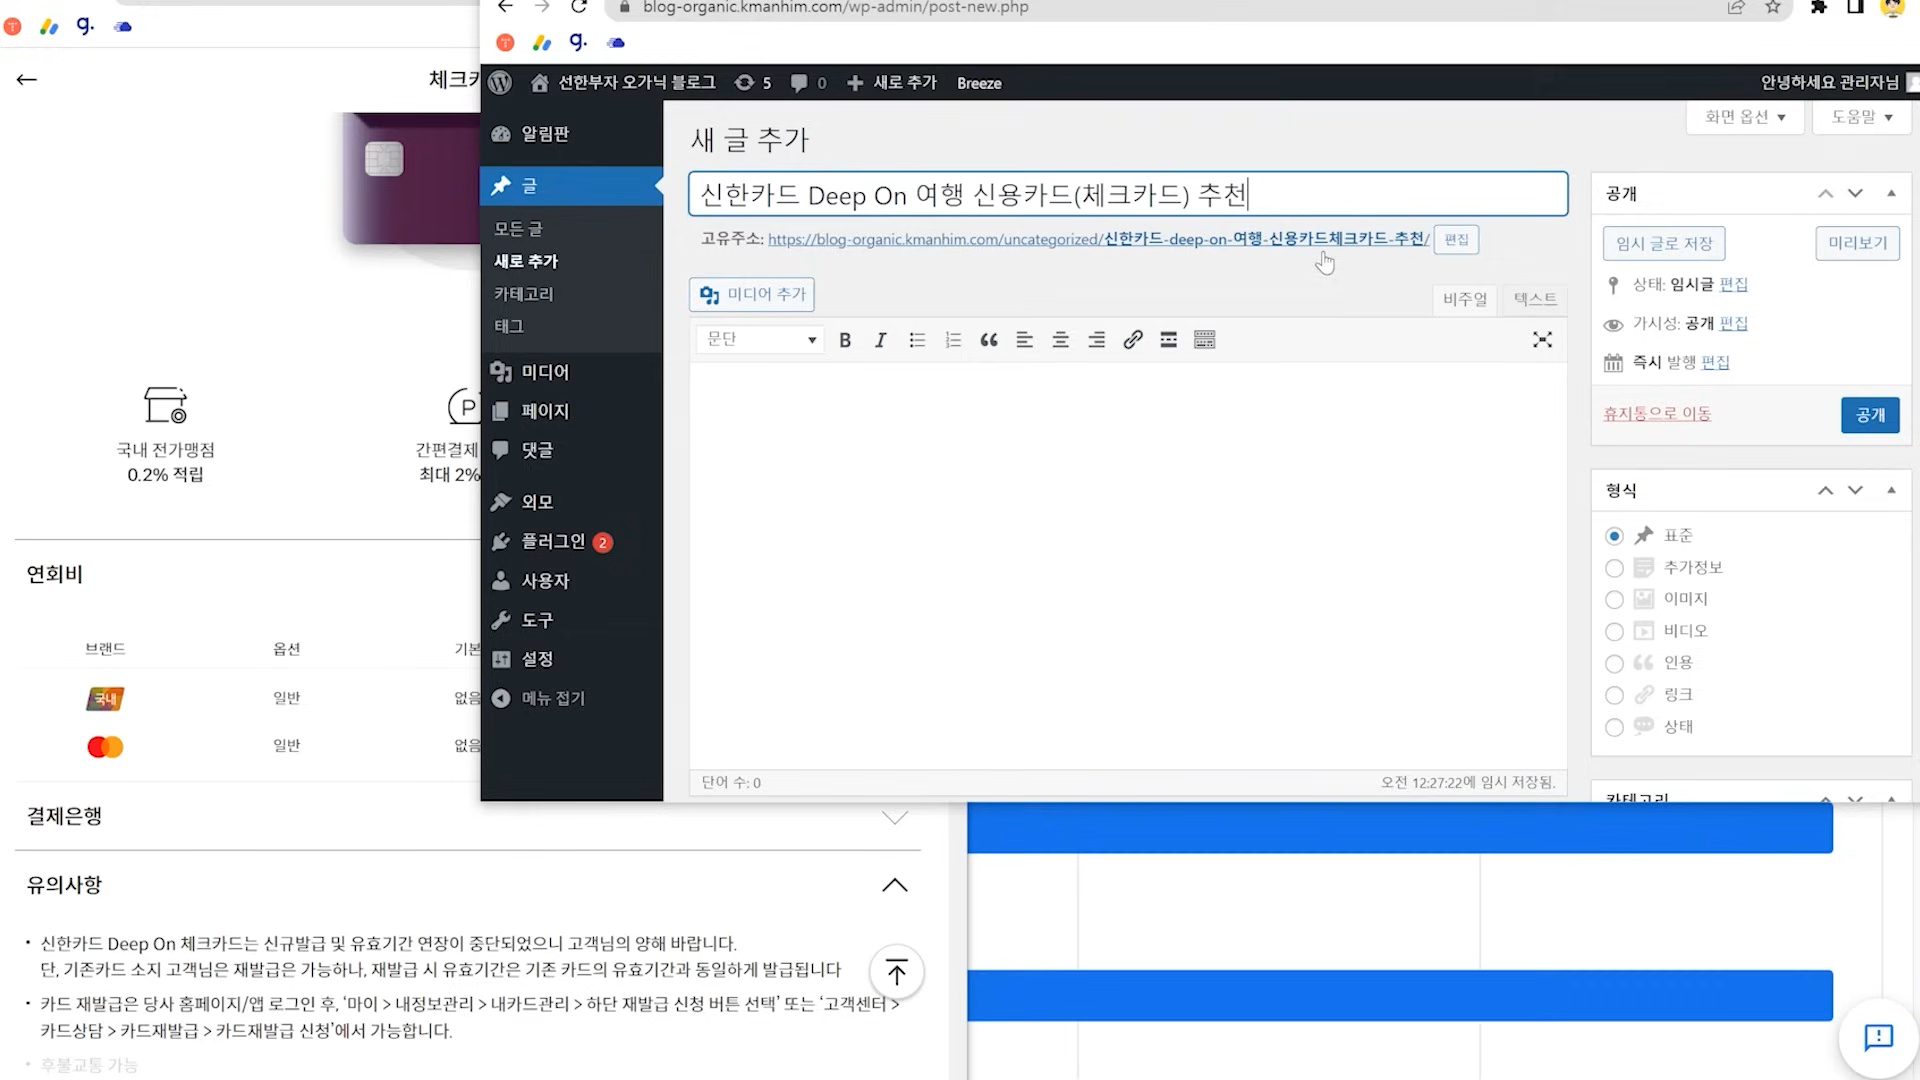 blog-organic.kmanhim.com/wp-admin/post-new.php
g.
g.
체크카
선한부자 오가닉 블로그
5
0
새로 추가
Breeze
안녕하세요 관리자님
알림판
글
모든 글
새로 추가
카테고리
태그
미디어
페이지
댓글
외모
플러그인 2
사용자
도구
설정
메뉴 접기
화면 옵션
도움말
새 글 추가
신한카드 Deep On 여행 신용카드(체크카드) 추천
고유주소: https://blog-organic.kmanhim.com/uncategorized/신한카드-deep-on-여행-신용카드체크카드-추천/ 편집
미디어 추가
비주얼
텍스트
문단
B I
단어 수: 0
오전 12:27:22에 임시 저장됨.
공개
임시 글로 저장
미리보기
상태: 임시글 편집
가시성: 공개 편집
즉시 발행 편집
휴지통으로 이동
공개
형식
표준
추가정보
이미지
비디오
인용
링크
상태
카테고리
국내 전가맹점
0.2% 적립
P
간편결제
최대 2%
연회비
브랜드
옵션
기본
국내
일반
없음
일반
없음
결제은행
유의사항
· 신한카드 Deep On 체크카드는 신규발급 및 유효기간 연장이 중단되었으니 고객님의 양해 바랍니다.
단, 기존카드 소지 고객님은 재발급은 가능하나, 재발급 시 유효기간은 기존 카드의 유효기간과 동일하게 발급됩니다
· 카드 재발급은 당사 홈페이지/앱 로그인 후, ‘마이 > 내정보관리 > 내카드관리 > 하단 재발급 신청 버튼 선택’ 또는 ‘고객센터 >
카드상담 > 카드재발급 > 카드재발급 신청’에서 가능합니다.
· 후불교통 가능